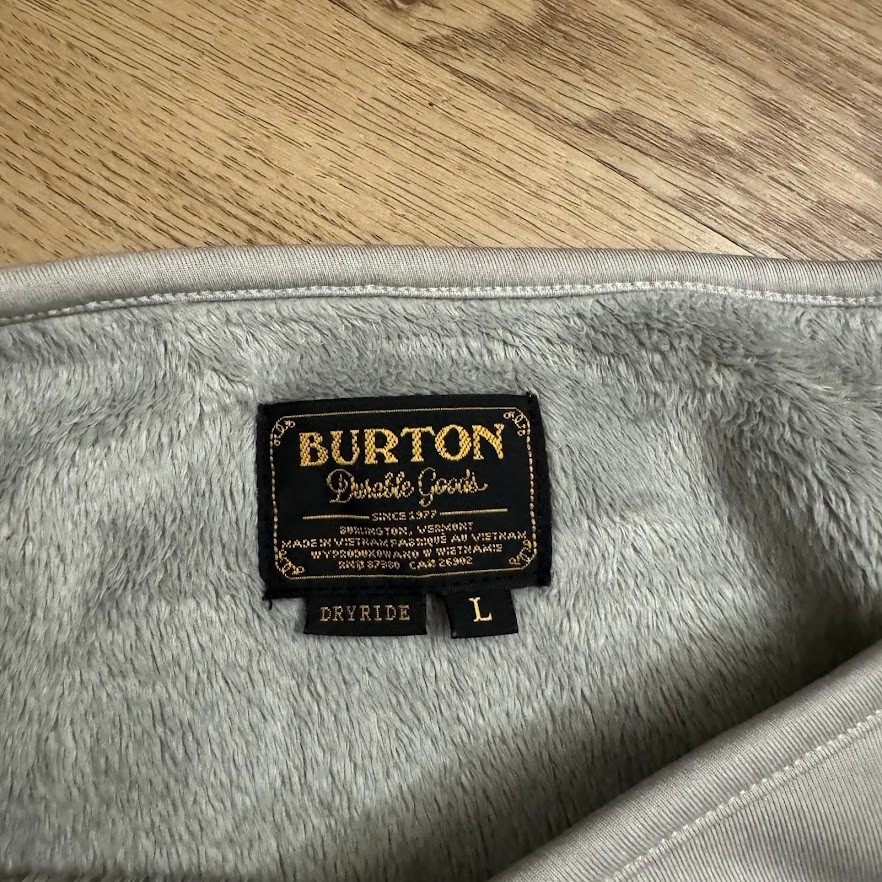 BURTON
Durable Goods
SINCE 1977
BURLINGTON, VERMONT
MADE IN VIETNAM FABRIQUÉ AU VIETNAM
WYPRODUKOWANO W WIETNAMIE
RN# 87980 CA# 26902
DRYRIDE
L